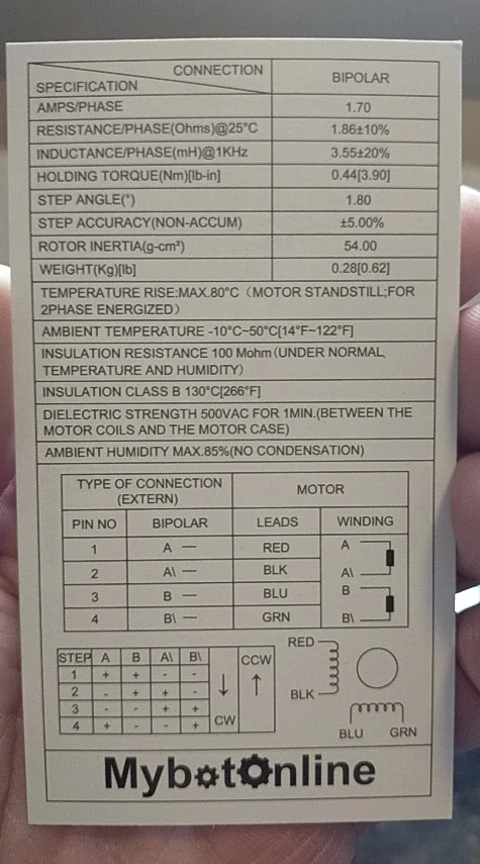 CONNECTION
SPECIFICATION BIPOLAR
AMPS/PHASE 1.70
RESISTANCE/PHASE(Ohms)@25°C 1.86±10%
INDUCTANCE/PHASE(mH)@1KHz 3.55±20%
HOLDING TORQUE(Nm)[lb-in] 0.44[3.90]
STEP ANGLE(°) 1.80
STEP ACCURACY(NON-ACCUM) ±5.00%
ROTOR INERTIA(g-cm²) 54.00
WEIGHT(Kg)[lb] 0.28[0.62]
TEMPERATURE RISE:MAX.80°C（MOTOR STANDSTILL;FOR
2PHASE ENERGIZED）
AMBIENT TEMPERATURE -10°C~50°C[14°F~122°F]
INSULATION RESISTANCE 100 Mohm（UNDER NORMAL
TEMPERATURE AND HUMIDITY）
INSULATION CLASS B 130°C[266°F]
DIELECTRIC STRENGTH 500VAC FOR 1MIN.(BETWEEN THE
MOTOR COILS AND THE MOTOR CASE)
AMBIENT HUMIDITY MAX.85%(NO CONDENSATION)
TYPE OF CONNECTION MOTOR
(EXTERN)
PIN NO BIPOLAR LEADS WINDING
1 A — RED A
2 A\ — BLK A\
3 B — BLU B
4 B\ — GRN B\
STEP A B A\ B\ CCW
1 + + - -
2 - + + -
3 - - + +
4 + - - + CW
RED
BLK
BLU GRN
MybotOnline